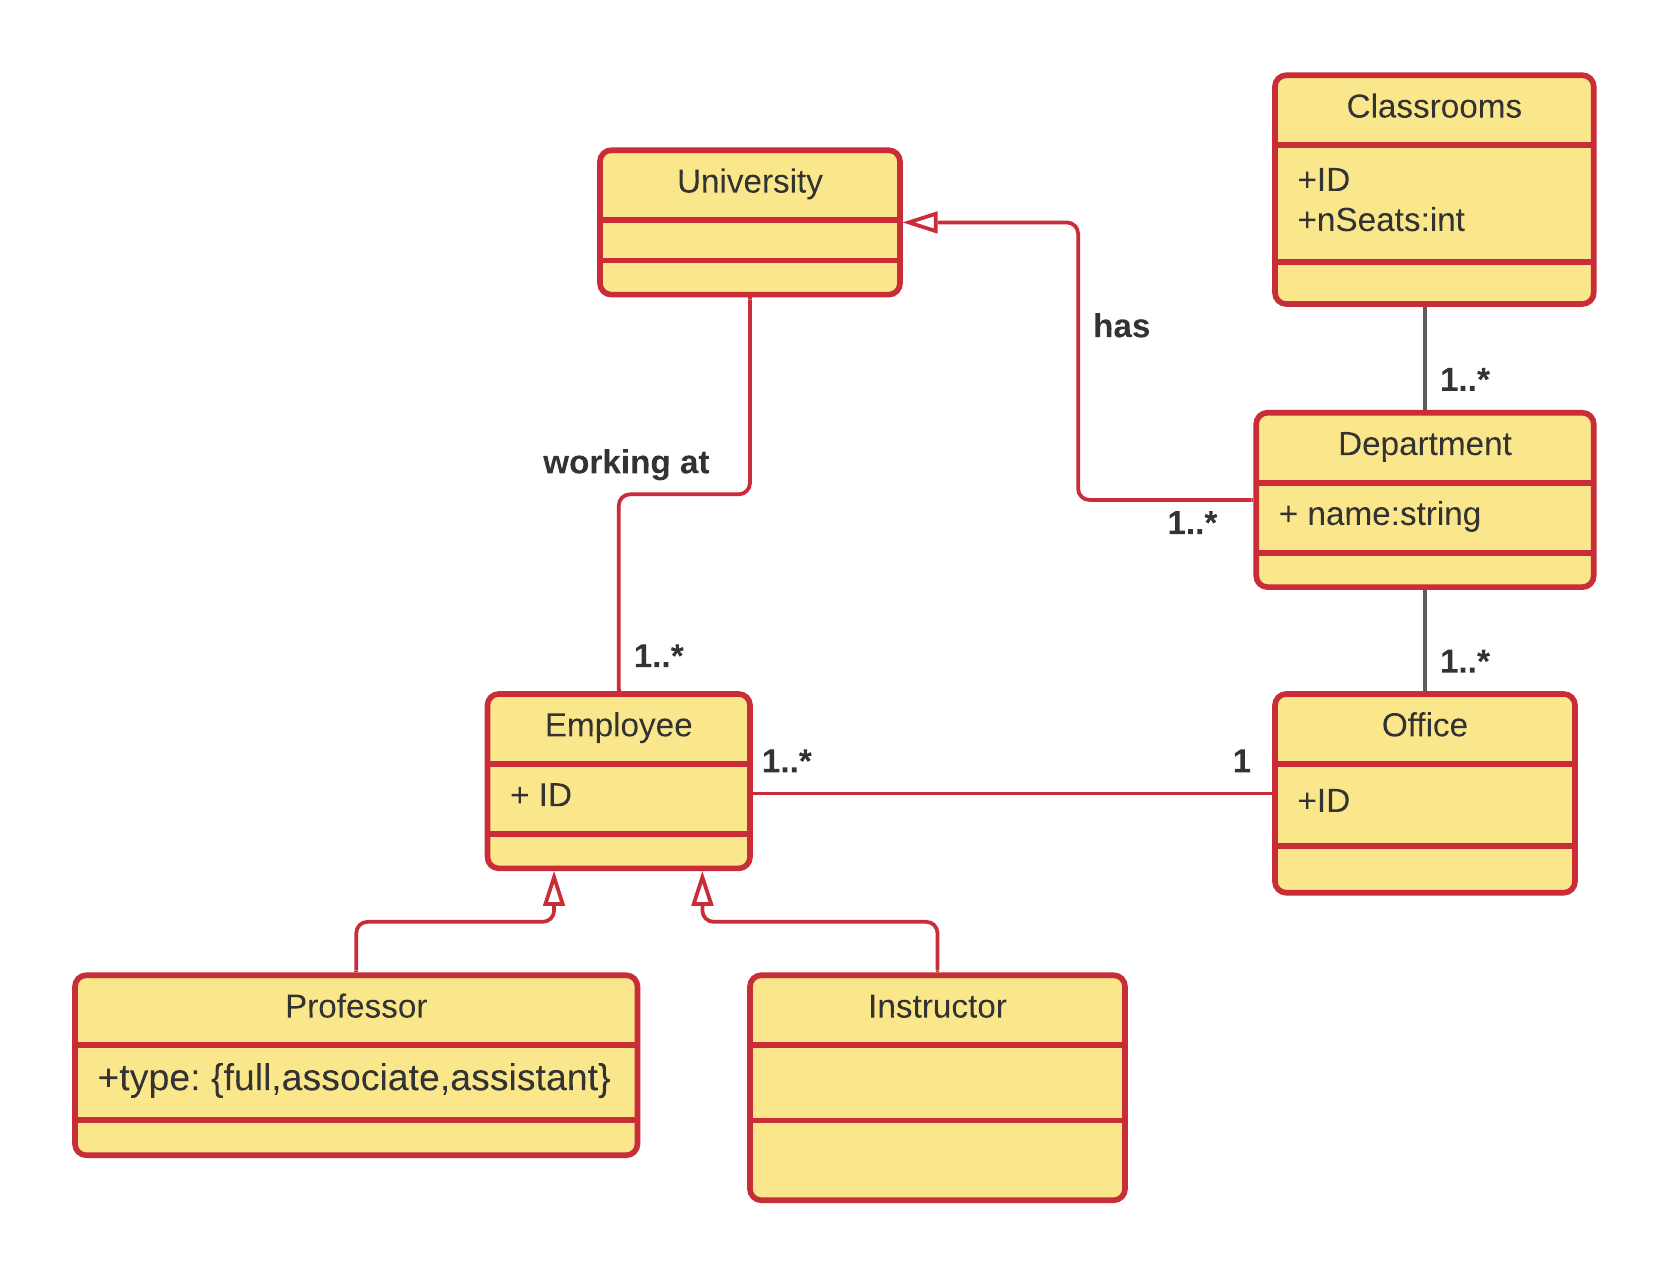 Classrooms
+ID
+nSeats:int
University
has
1..*
Department
+ name:string
1..*
working at
1..*
1..*
Employee
+ ID
1..*
1
Office
+ID
Professor
+type: {full,associate,assistant}
Instructor